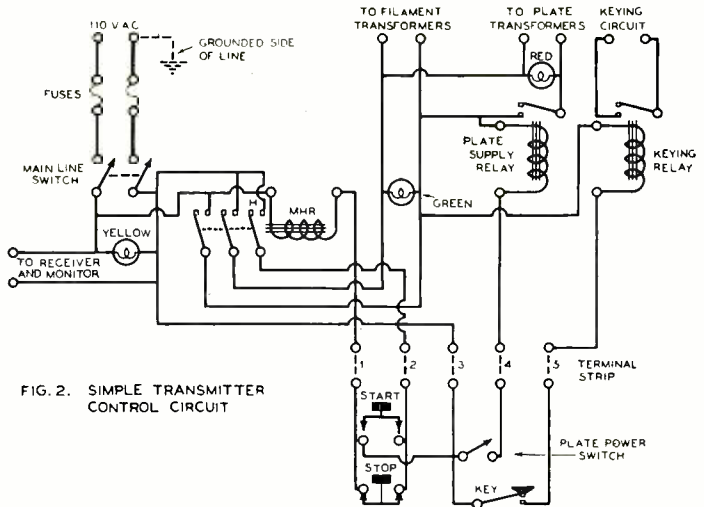 110 V AC
GROUNDED SIDE
OF LINE
TO FILAMENT
TRANSFORMERS
TO PLATE
TRANSFORMERS
KEYING
CIRCUIT
RED
FUSES
PLATE
SUPPLY
RELAY
KEYING
RELAY
MAIN LINE
SWITCH
H
MHR
GREEN
YELLOW
TO RECEIVER
AND MONITOR
1
2
3
4
5
TERMINAL
STRIP
FIG. 2. SIMPLE TRANSMITTER
CONTROL CIRCUIT
START
PLATE POWER
SWITCH
STOP
KEY